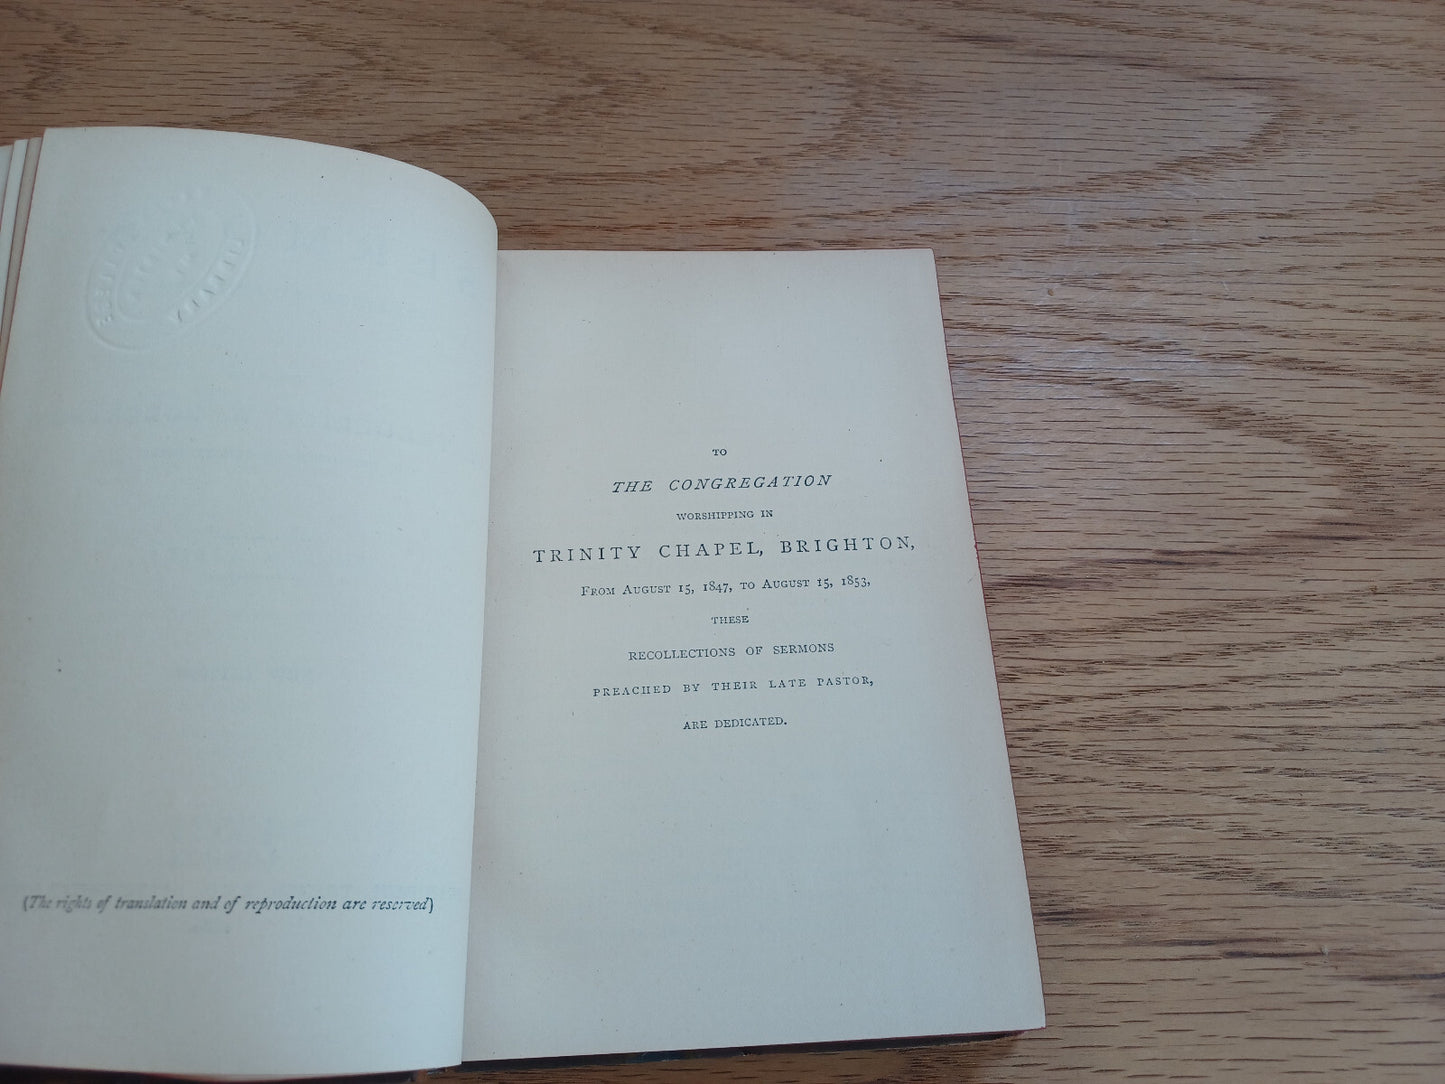 (The rights of translation and of reproduction are reserved)
TO
THE CONGREGATION
WORSHIPPING IN
TRINITY CHAPEL, BRIGHTON,
FROM AUGUST 15, 1847, TO AUGUST 15, 1853,
THESE
RECOLLECTIONS OF SERMONS
PREACHED BY THEIR LATE PASTOR,
ARE DEDICATED.